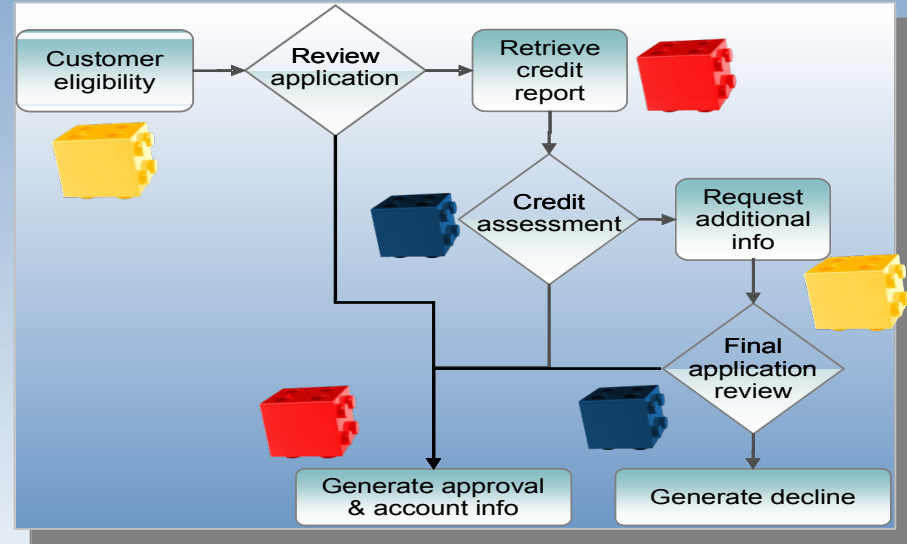 Customer
eligibility
Review
application
Retrieve
credit
report
Credit
assessment
Request
additional
info
Final
application
review
Generate approval
& account info
Generate decline